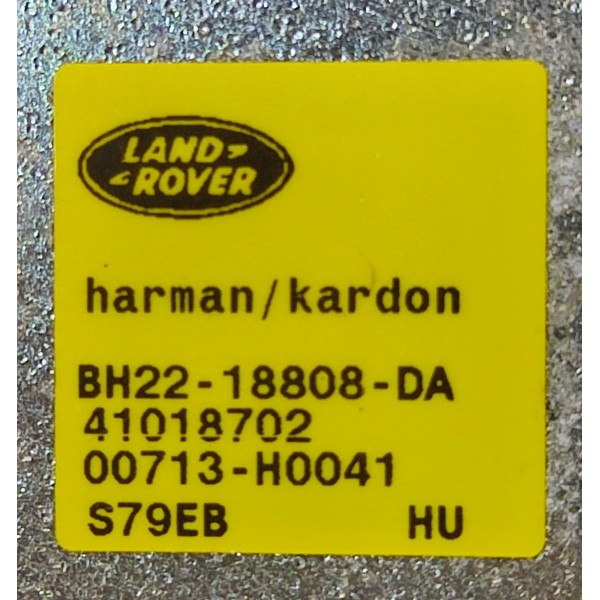 LAND
ROVER
harman/kardon
BH22-18808-DA
41018702
00713-H0041
S79EB HU